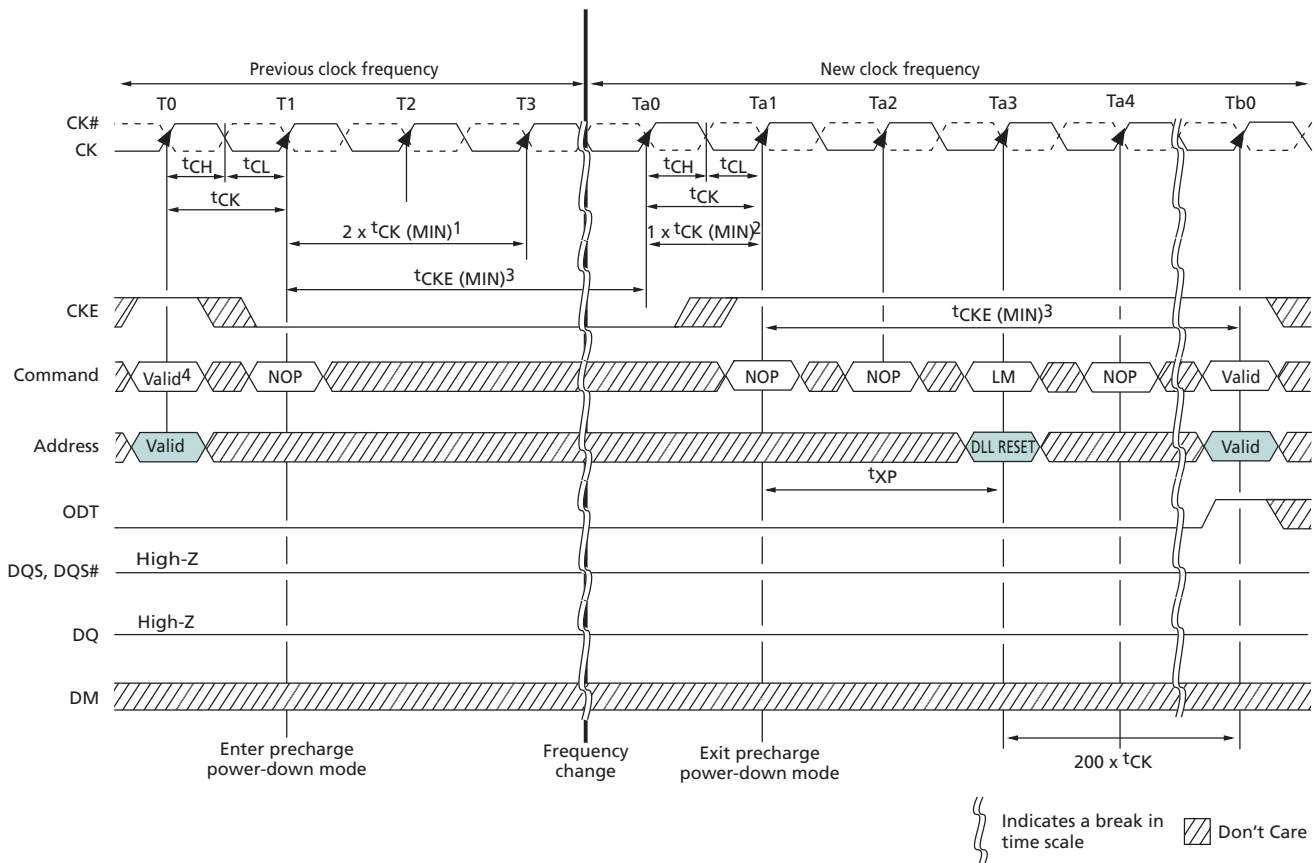 Previous clock frequency
New clock frequency
T0 T1 T2 T3 Ta0 Ta1 Ta2 Ta3 Ta4 Tb0
CK#
CK
tCH tCL tCH tCL
tCK tCK
2 x tCK (MIN)1 1 x tCK (MIN)2
tCKE (MIN)3
CKE
tCKE (MIN)3
Command Valid4 NOP NOP NOP LM NOP Valid
Address Valid DLL RESET Valid
tXP
ODT
High-Z
DQS, DQS#
High-Z
DQ
DM
Enter precharge
power-down mode
Frequency
change
Exit precharge
power-down mode
200 x tCK
Indicates a break in
time scale
Don't Care